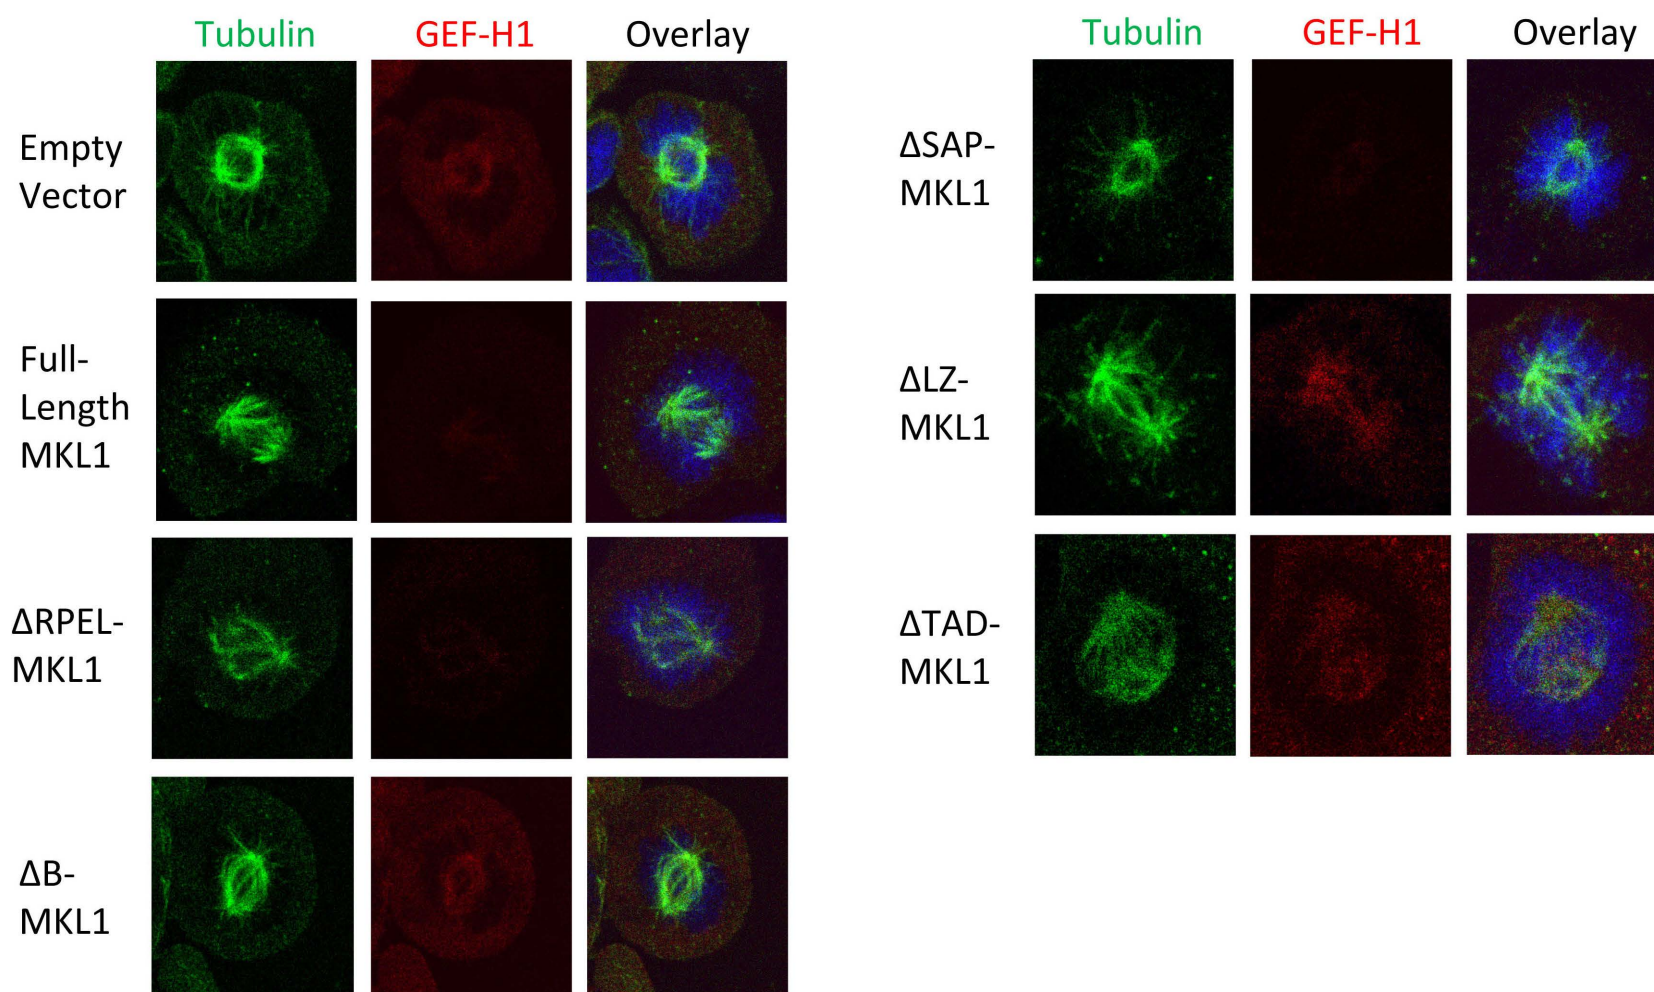 Tubulin GEF-H1 Overlay
Empty
Vector
Full-
Length
MKL1
ΔRPEL-
MKL1
ΔB-
MKL1
Tubulin GEF-H1 Overlay
ΔSAP-
MKL1
ΔLZ-
MKL1
ΔTAD-
MKL1